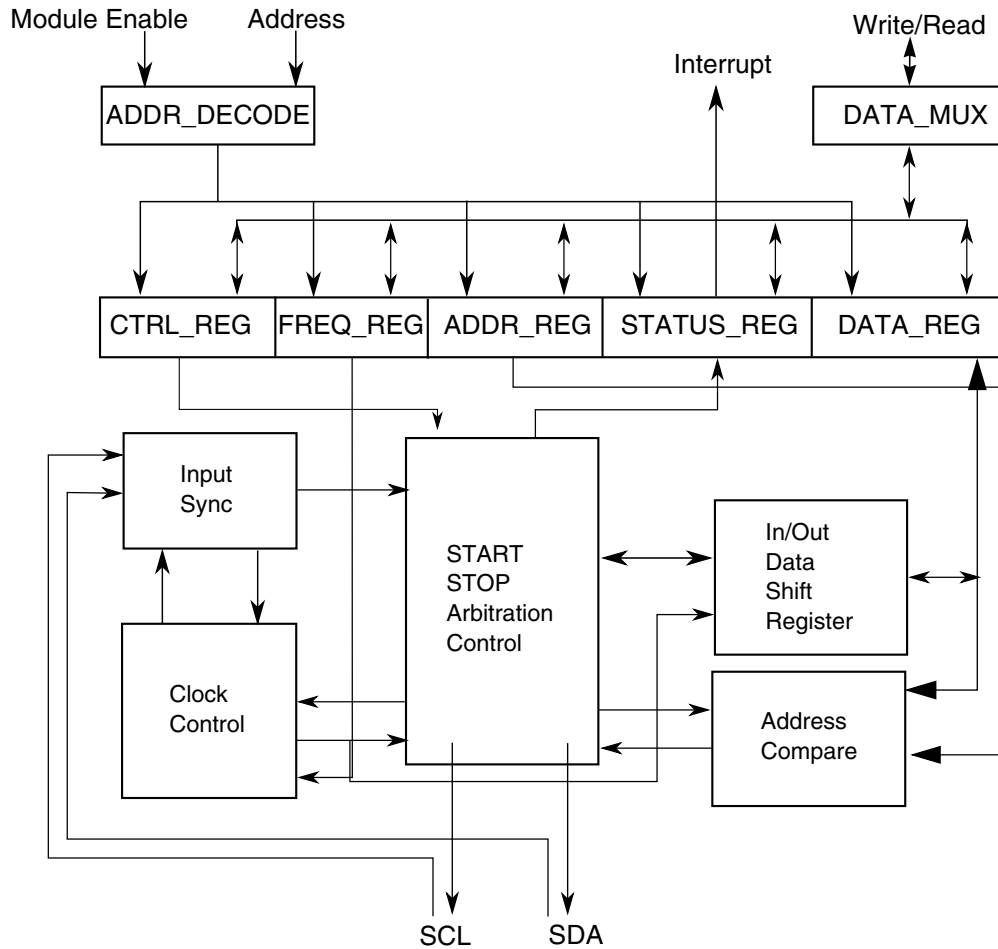 Module Enable
Address
Write/Read
Interrupt
ADDR_DECODE
DATA_MUX
CTRL_REG
FREQ_REG
ADDR_REG
STATUS_REG
DATA_REG
Input
Sync
START
STOP
Arbitration
Control
In/Out
Data
Shift
Register
Clock
Control
Address
Compare
SCL
SDA